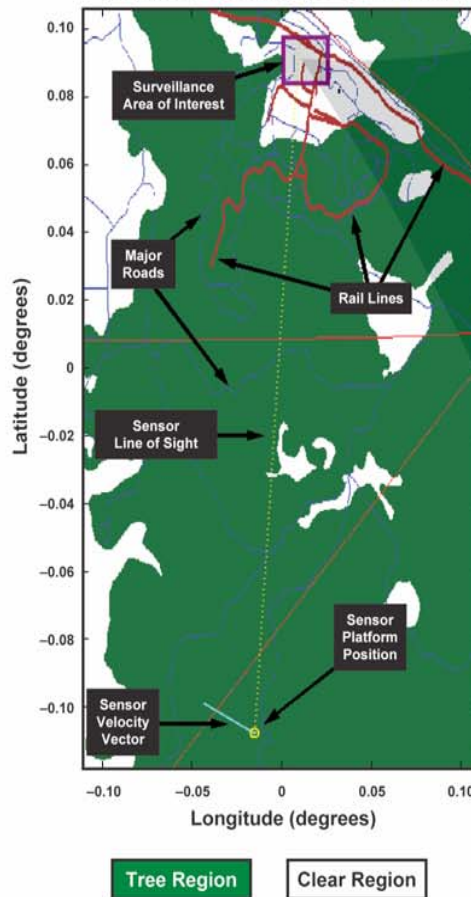 0.10
0.08
0.06
0.04
0.02
0
−0.02
−0.04
−0.06
−0.08
−0.10
Latitude (degrees)
Surveillance
Area of Interest
Major
Roads
Rail Lines
Sensor
Line of Sight
Sensor
Platform
Position
Sensor
Velocity
Vector
−0.10
−0.05
0
0.05
0.10
Longitude (degrees)
Tree Region
Clear Region